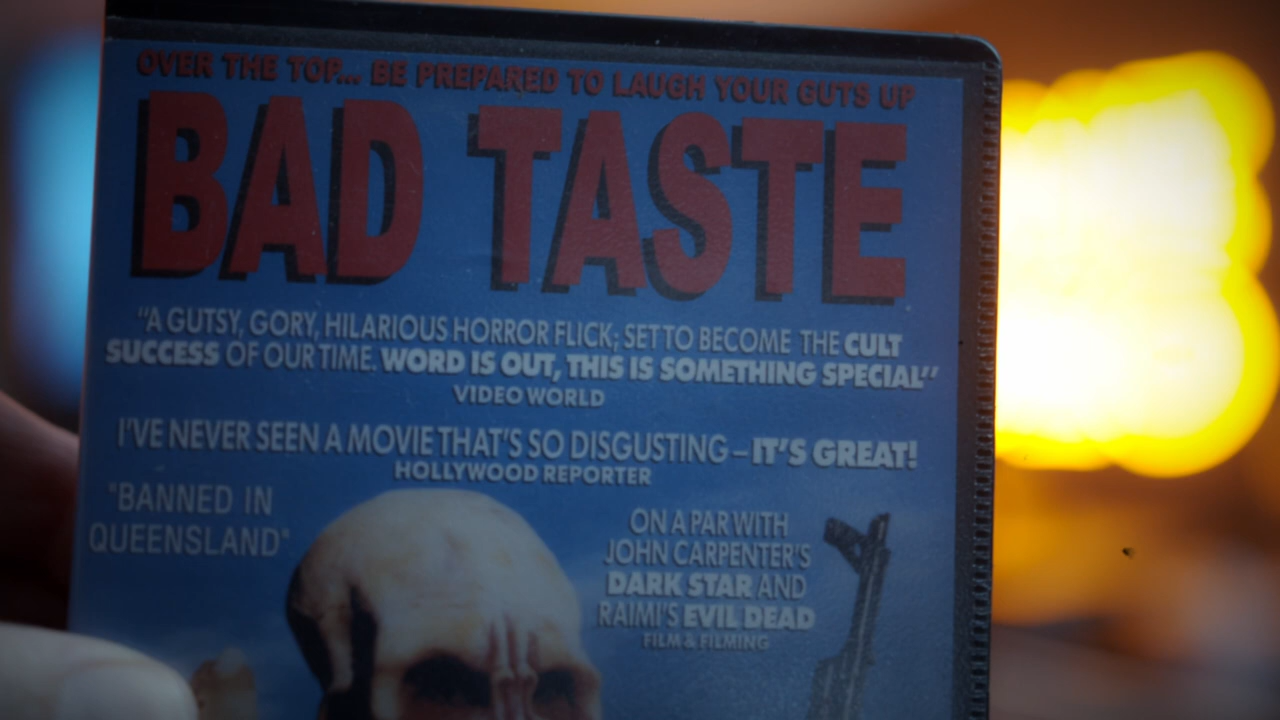 OVER THE TOP... BE PREPARED TO LAUGH YOUR GUTS UP
BAD TASTE
"A GUTSY, GORY, HILARIOUS HORROR FLICK; SET TO BECOME THE CULT
SUCCESS OF OUR TIME. WORD IS OUT, THIS IS SOMETHING SPECIAL"
VIDEO WORLD
I'VE NEVER SEEN A MOVIE THAT'S SO DISGUSTING – IT'S GREAT!
HOLLYWOOD REPORTER
"BANNED IN
QUEENSLAND"
ON A PAR WITH
JOHN CARPENTER'S
DARK STAR AND
RAIMI'S EVIL DEAD
FILM & FILMING